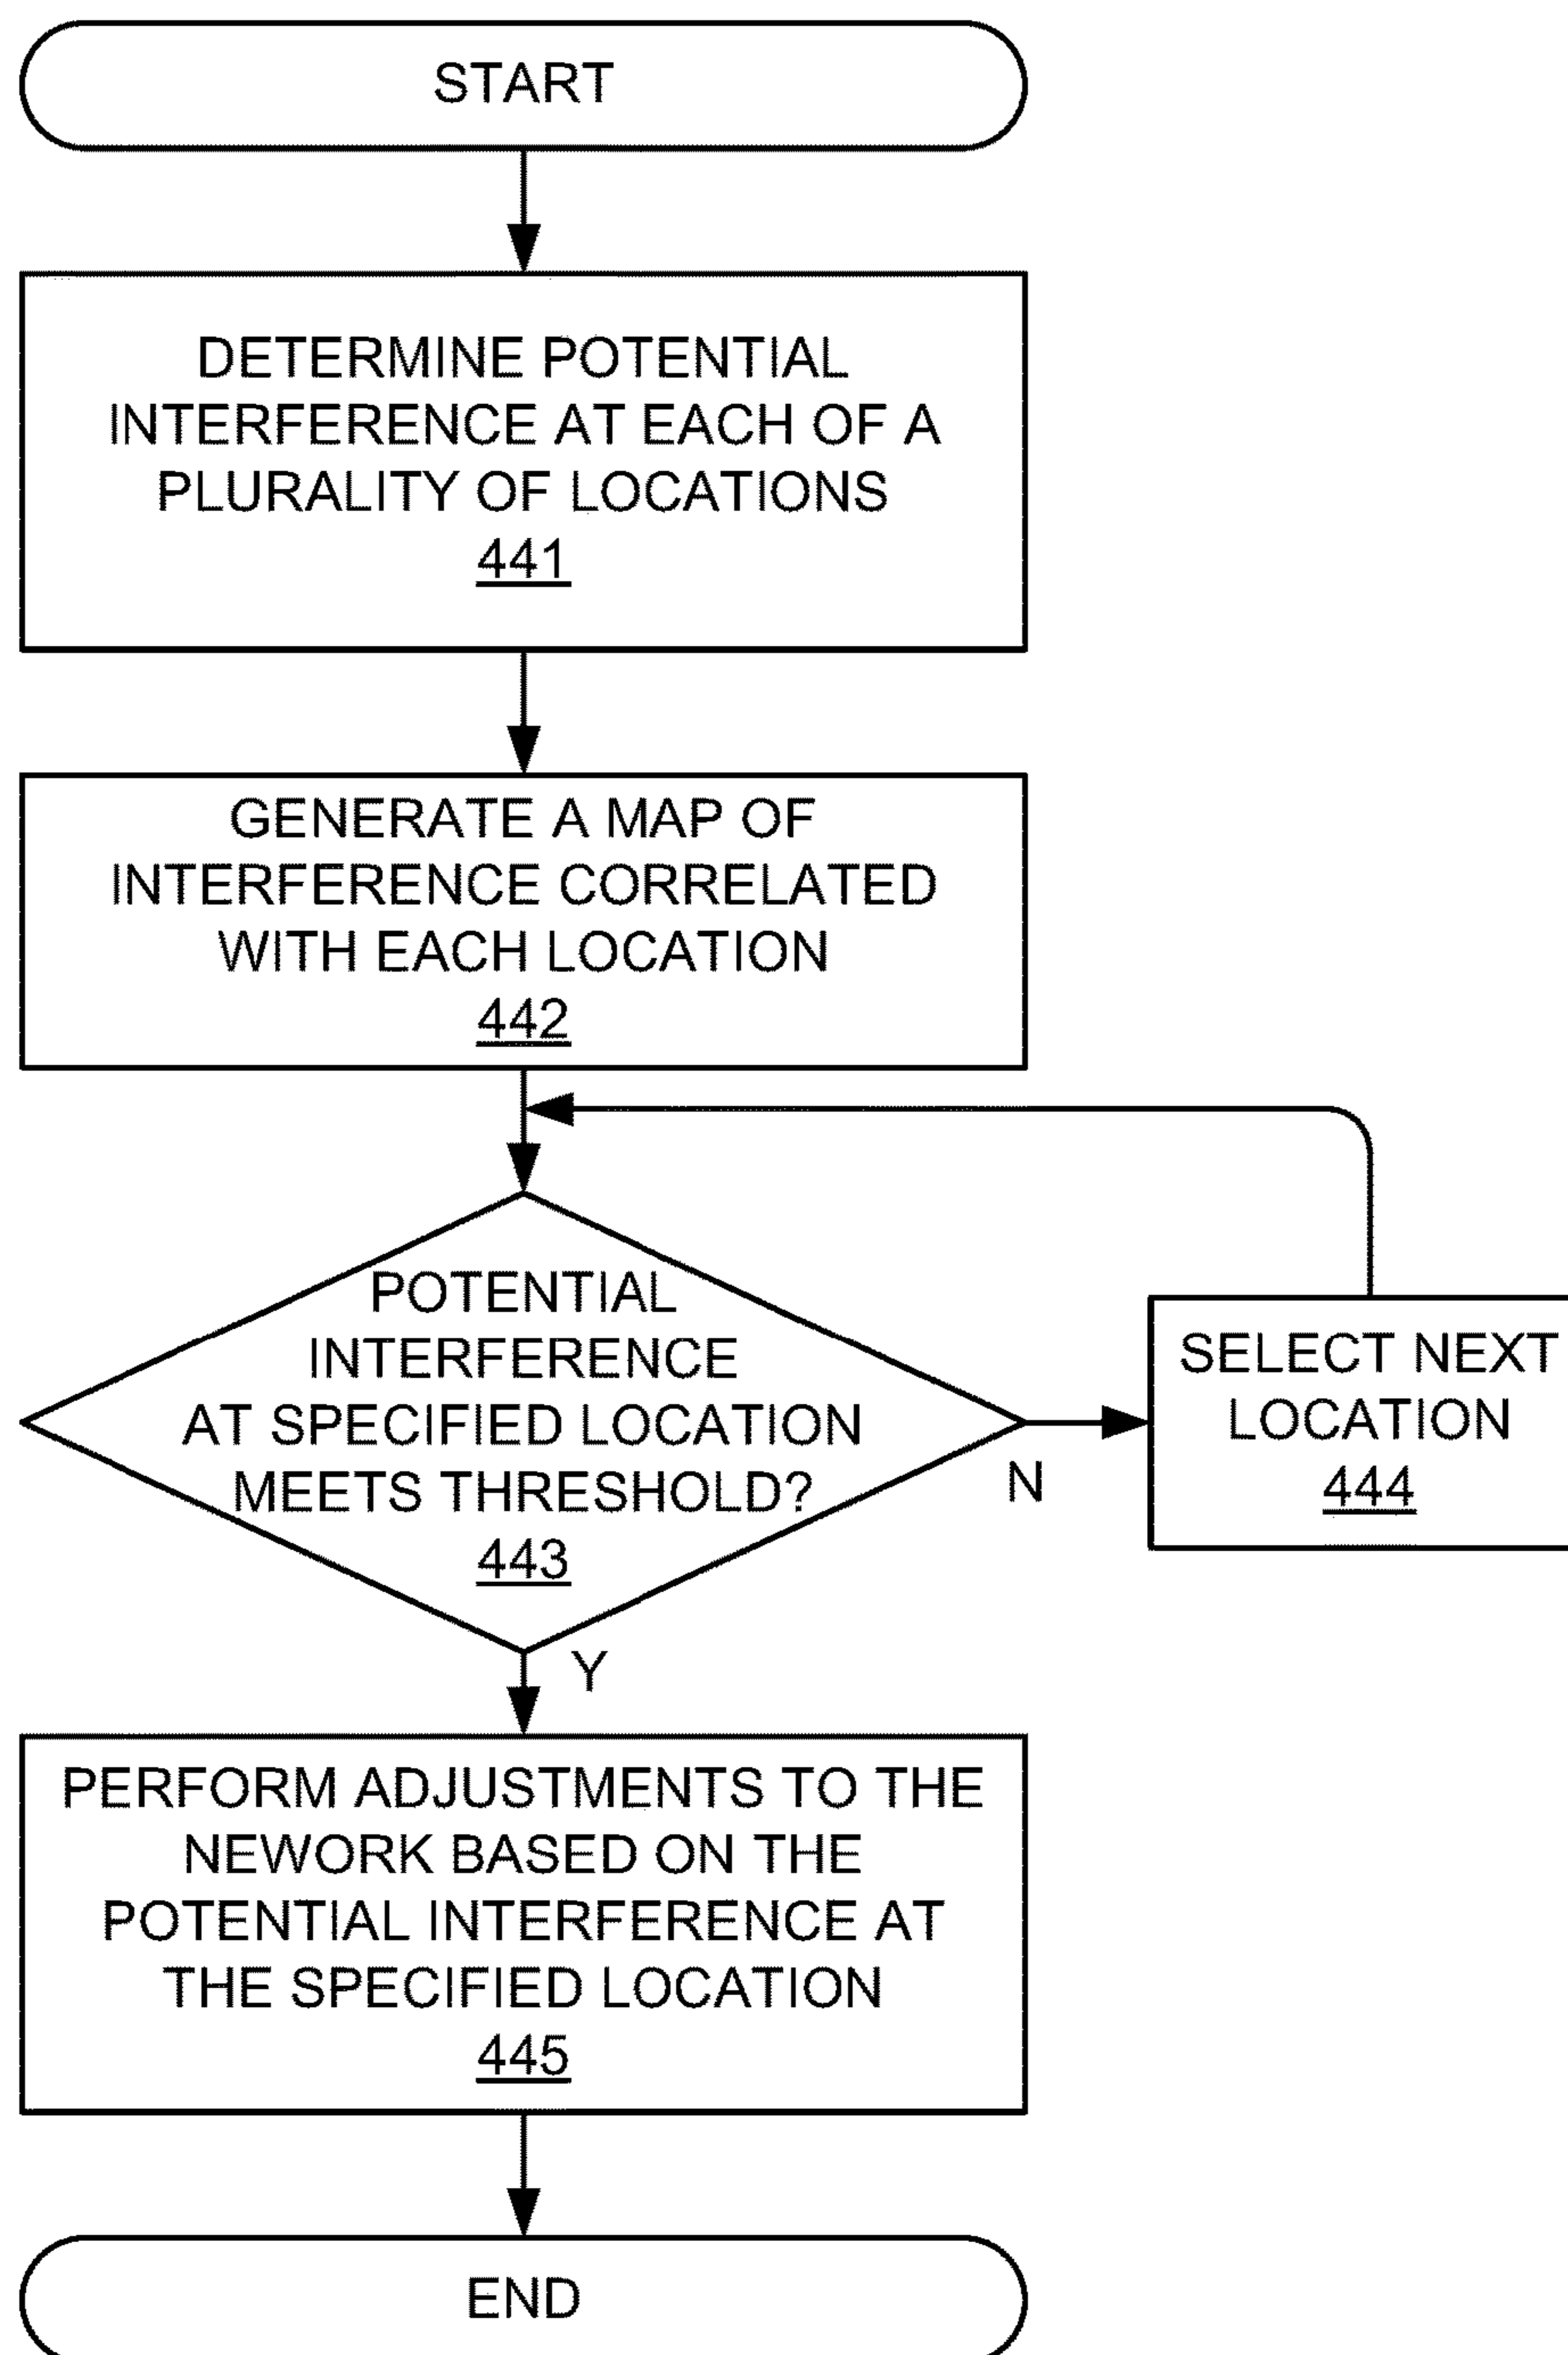 START
DETERMINE POTENTIAL
INTERFERENCE AT EACH OF A
PLURALITY OF LOCATIONS
441
GENERATE A MAP OF
INTERFERENCE CORRELATED
WITH EACH LOCATION
442
POTENTIAL
INTERFERENCE
AT SPECIFIED LOCATION
MEETS THRESHOLD?
443
N
SELECT NEXT
LOCATION
444
Y
PERFORM ADJUSTMENTS TO THE
NEWORK BASED ON THE
POTENTIAL INTERFERENCE AT
THE SPECIFIED LOCATION
445
END